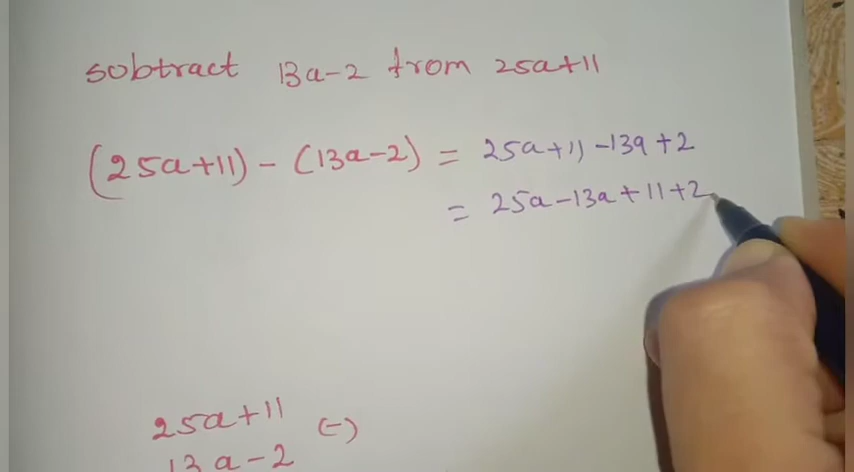 subtract 13a-2 from 25a+11
(25a+11) - (13a-2) = 25a+11-13a+2
= 25a-13a+11+2
25a+11 (-)
13a-2